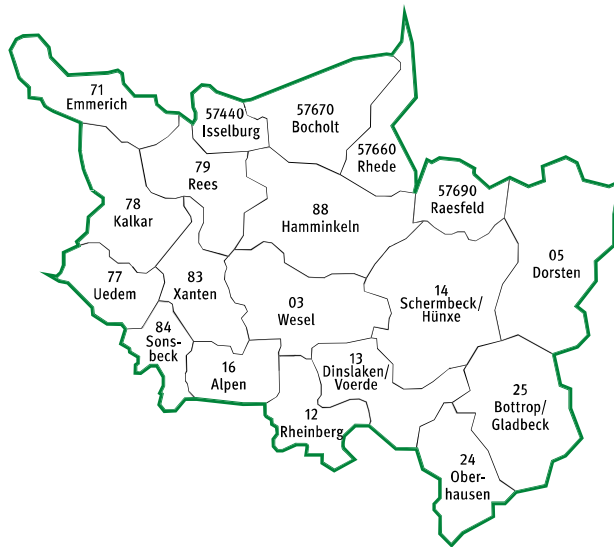 71
Emmerich
57440
Isselburg
57670
Bocholt
57660
Rhede
79
Rees
57690
Raesfeld
78
Kalkar
88
Hamminkeln
05
Dorsten
77
Uedem
83
Xanten
03
Wesel
14
Schermbeck/
Hünxe
84
Sons-
beck
16
Alpen
13
Dinslaken/
Voerde
12
Rheinberg
25
Bottrop/
Gladbeck
24
Ober-
hausen